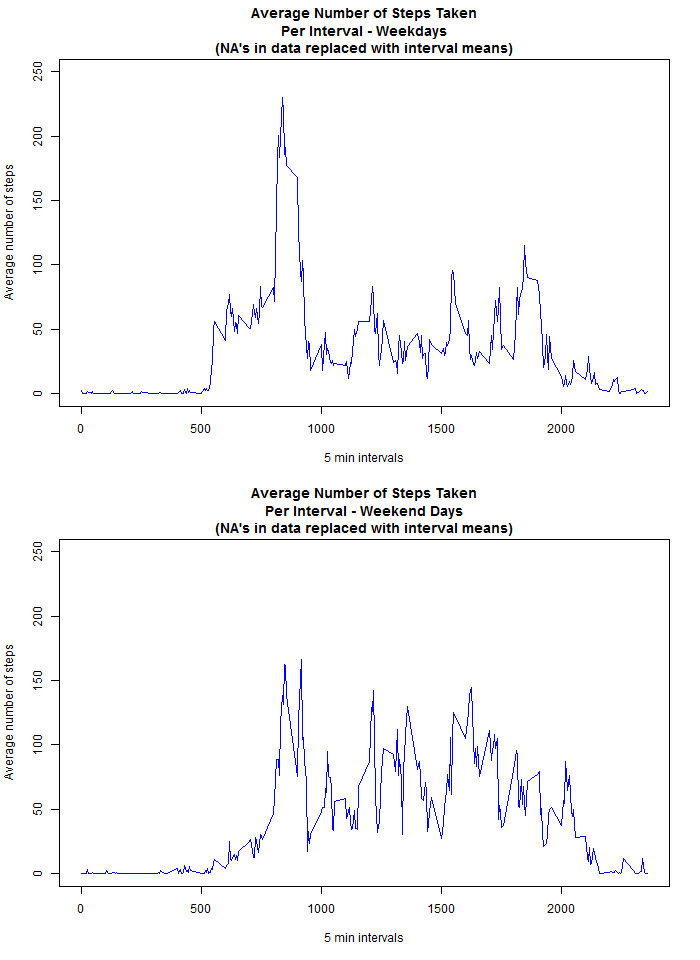 Average Number of Steps Taken
Per Interval - Weekdays
(NA's in data replaced with interval means)
250
200
150
100
50
0
Average number of steps
0 500 1000 1500 2000
5 min intervals
Average Number of Steps Taken
Per Interval - Weekend Days
(NA's in data replaced with interval means)
250
200
150
100
50
0
Average number of steps
0 500 1000 1500 2000
5 min intervals